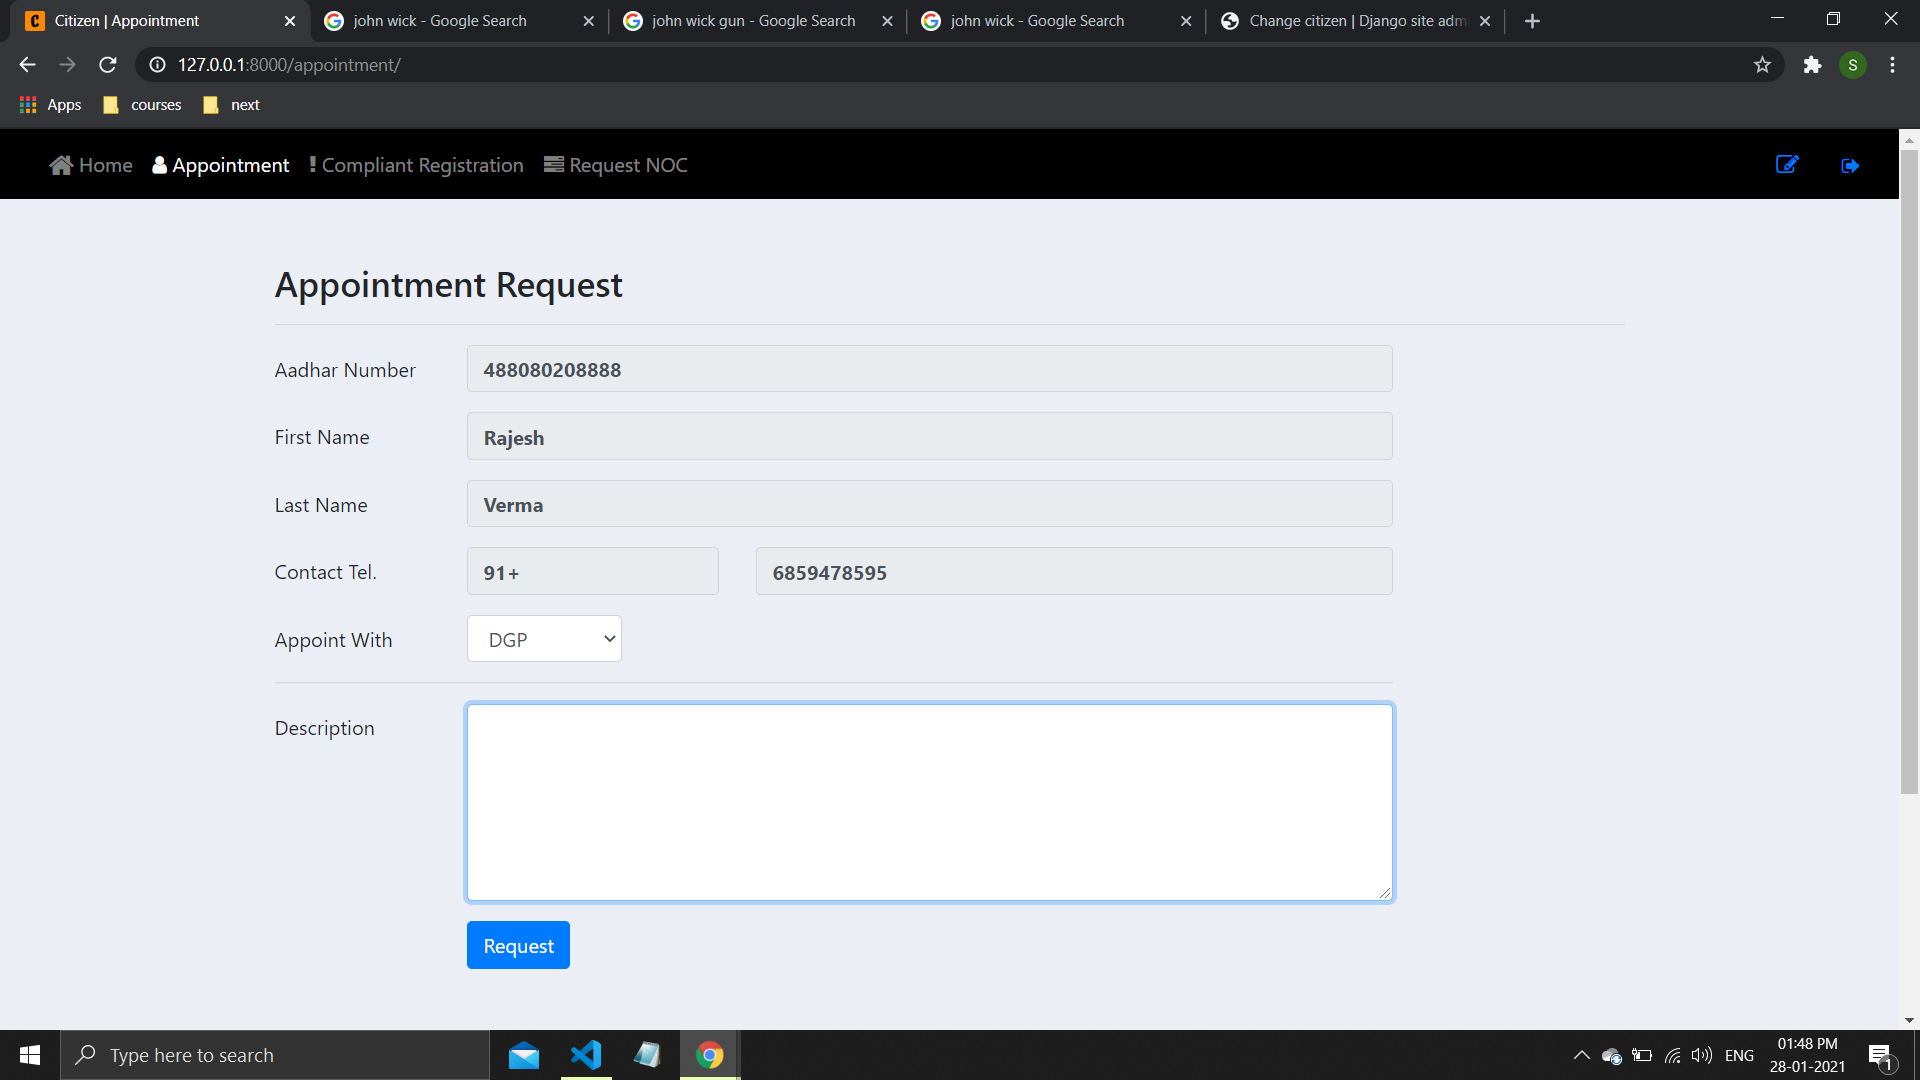 Citizen | Appointment
john wick - Google Search
john wick gun - Google Search
john wick - Google Search
Change citizen | Django site adm
127.0.0.1:8000/appointment/
S
Apps
courses
next
Home
Appointment
Compliant Registration
Request NOC
Appointment Request
Aadhar Number
488080208888
First Name
Rajesh
Last Name
Verma
Contact Tel.
91+
6859478595
Appoint With
DGP
Description
Request
Type here to search
ENG
01:48 PM
28-01-2021
1